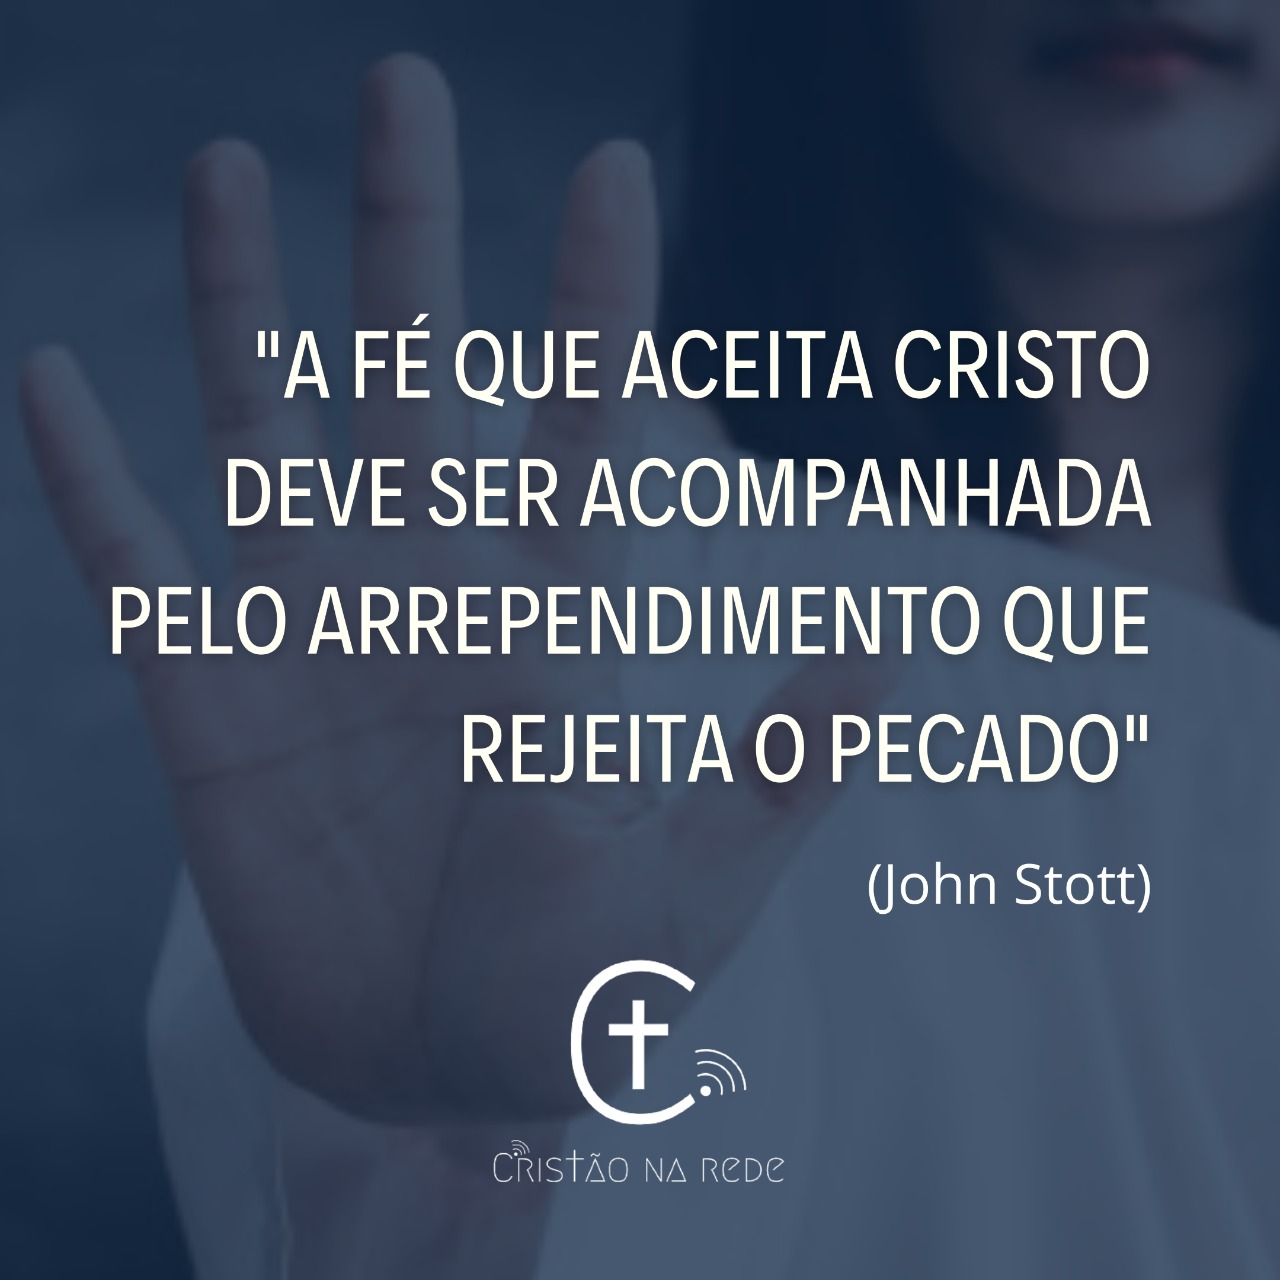 "A FÉ QUE ACEITA CRISTO
DEVE SER ACOMPANHADA
PELO ARREPENDIMENTO QUE
REJEITA O PECADO"
(John Stott)
CRISTÃO NA REDE